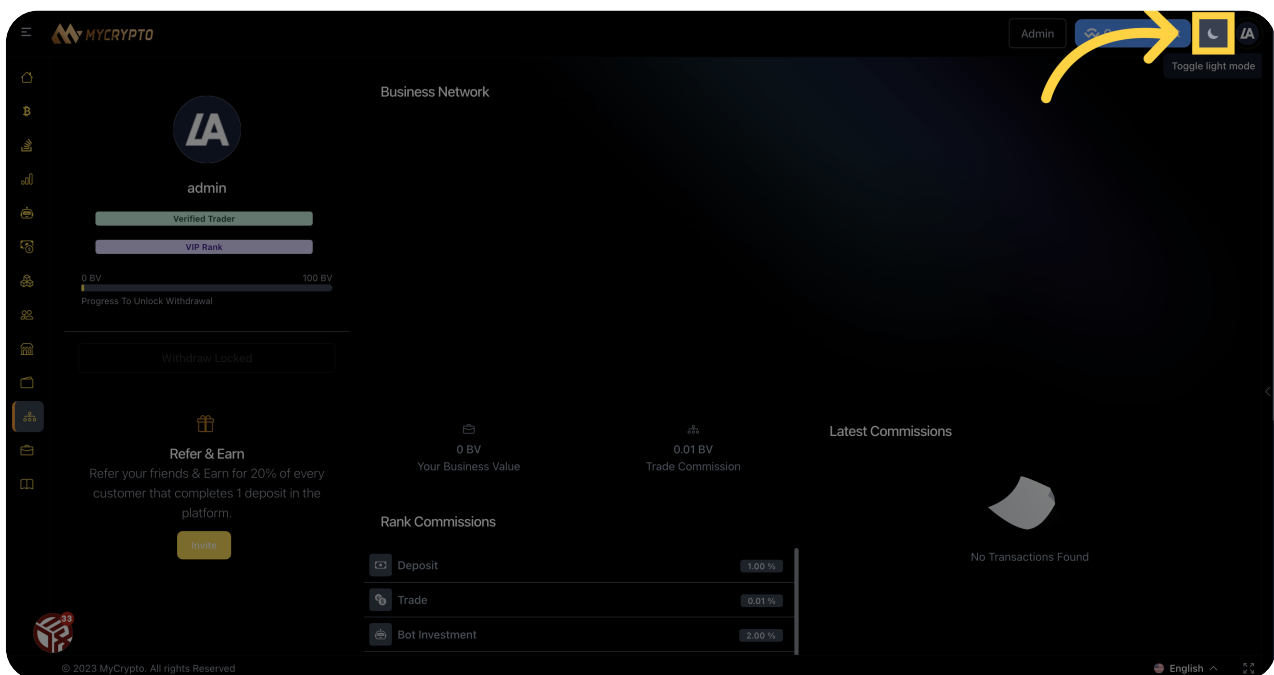 MYCRYPTO
Admin
Toggle light mode
Business Network
admin
Verified Trader
VIP Rank
0 BV 100 BV
Progress To Unlock Withdrawal
Withdraw Locked
Refer & Earn
Refer your friends & Earn for 20% of every
customer that completes 1 deposit in the
platform.
Invite
0 BV
Your Business Value
0.01 BV
Trade Commission
Rank Commissions
Deposit 1.00 %
Trade 0.01 %
Bot Investment 2.00 %
Latest Commissions
No Transactions Found
33
© 2023 MyCrypto. All rights Reserved
English